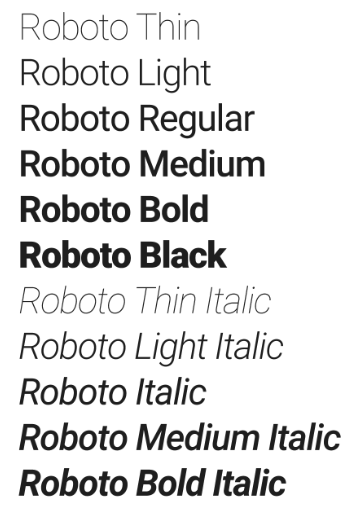 Roboto Thin
Roboto Light
Roboto Regular
Roboto Medium
Roboto Bold
Roboto Black
Roboto Thin Italic
Roboto Light Italic
Roboto Italic
Roboto Medium Italic
Roboto Bold Italic